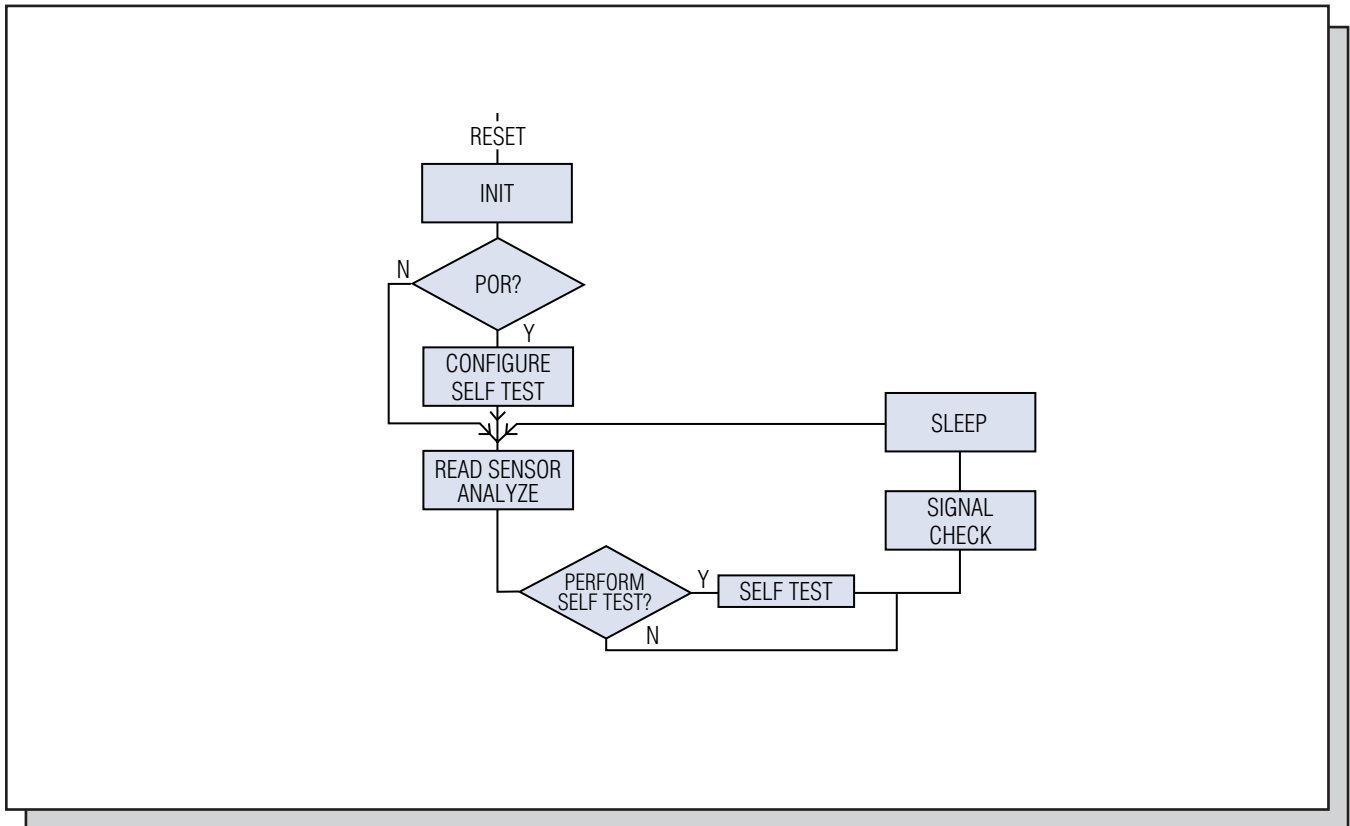 RESET
INIT
N
POR?
Y
CONFIGURE
SELF TEST
SLEEP
READ SENSOR
ANALYZE
SIGNAL
CHECK
PERFORM
SELF TEST?
Y
SELF TEST
N